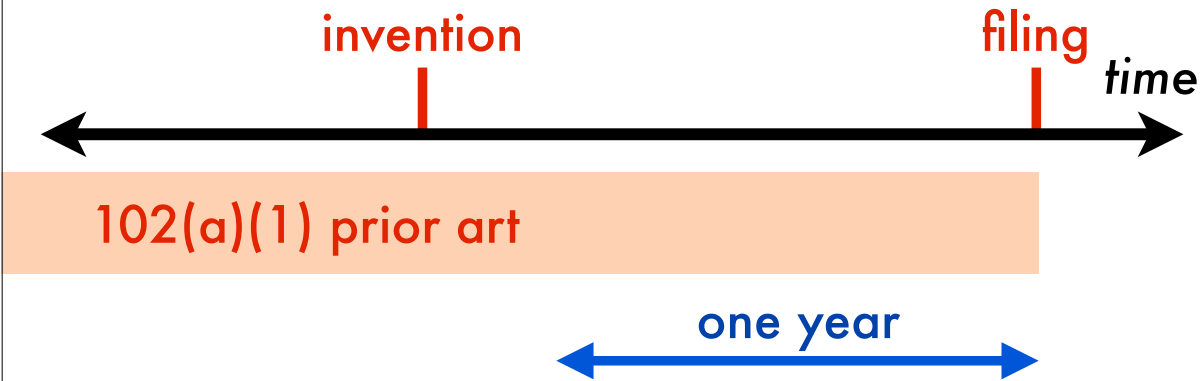 invention
filing
time
102(a)(1) prior art
one year